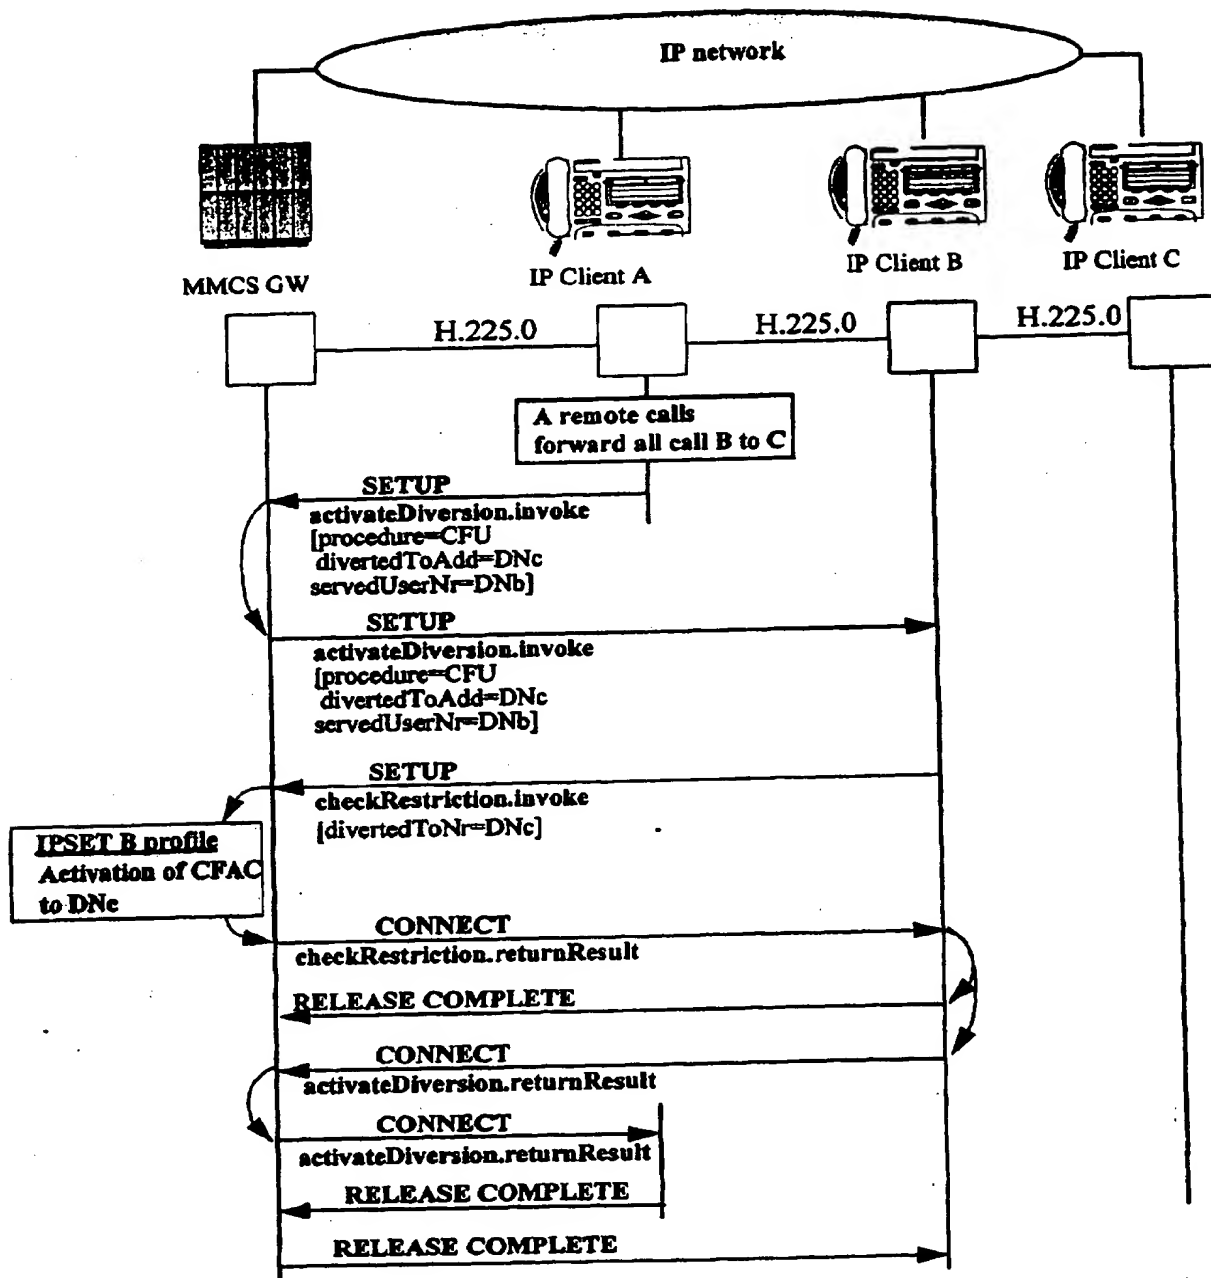 IP network
MMCS GW
IP Client A
IP Client B
IP Client C
H.225.0
H.225.0
H.225.0
A remote calls
forward all call B to C
SETUP
activateDiversion.invoke
[procedure=CFU
divertedToAdd=DNc
servedUserNr=DNb]
SETUP
activateDiversion.invoke
[procedure=CFU
divertedToAdd=DNc
servedUserNr=DNb]
SETUP
checkRestriction.invoke
[divertedToNr=DNc]
IPSET B profile
Activation of CFAC
to DNc
CONNECT
checkRestriction.returnResult
RELEASE COMPLETE
CONNECT
activateDiversion.returnResult
CONNECT
activateDiversion.returnResult
RELEASE COMPLETE
RELEASE COMPLETE